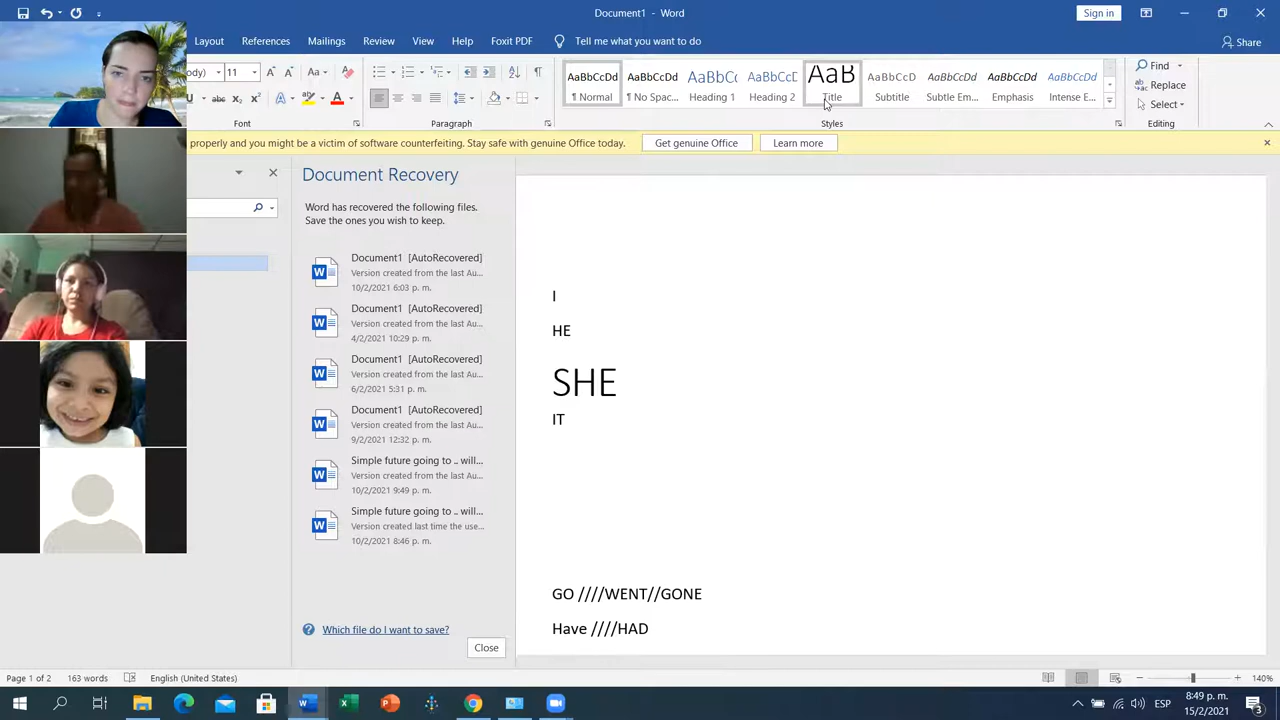 Document1 - Word
Sign in
Layout References Mailings Review View Help Foxit PDF Tell me what you want to do
Share
ody) 11
AaBbCcDd AaBbCcDd AaBbC AaBbCcD AaB AaBbCcD AaBbCcDd AaBbCcDd AaBbCcDd
¶ Normal ¶ No Spac... Heading 1 Heading 2 Title Subtitle Subtle Em... Emphasis Intense E...
Find
Replace
Select
Font Paragraph Styles Editing
properly and you might be a victim of software counterfeiting. Stay safe with genuine Office today. Get genuine Office Learn more
Document Recovery
Word has recovered the following files.
Save the ones you wish to keep.
Document1 [AutoRecovered]
Version created from the last Au...
10/2/2021 6:03 p. m.
Document1 [AutoRecovered]
Version created from the last Au...
4/2/2021 10:29 p. m.
Document1 [AutoRecovered]
Version created from the last Au...
6/2/2021 5:31 p. m.
Document1 [AutoRecovered]
Version created from the last Au...
9/2/2021 12:32 p. m.
Simple future going to .. will...
Version created from the last Au...
10/2/2021 9:49 p. m.
Simple future going to .. will...
Version created last time the use...
10/2/2021 8:46 p. m.
Which file do I want to save?
Close
I
HE
SHE
IT
GO ////WENT//GONE
Have ////HAD
Page 1 of 2 163 words English (United States) 140%
ESP
8:49 p. m.
15/2/2021
3